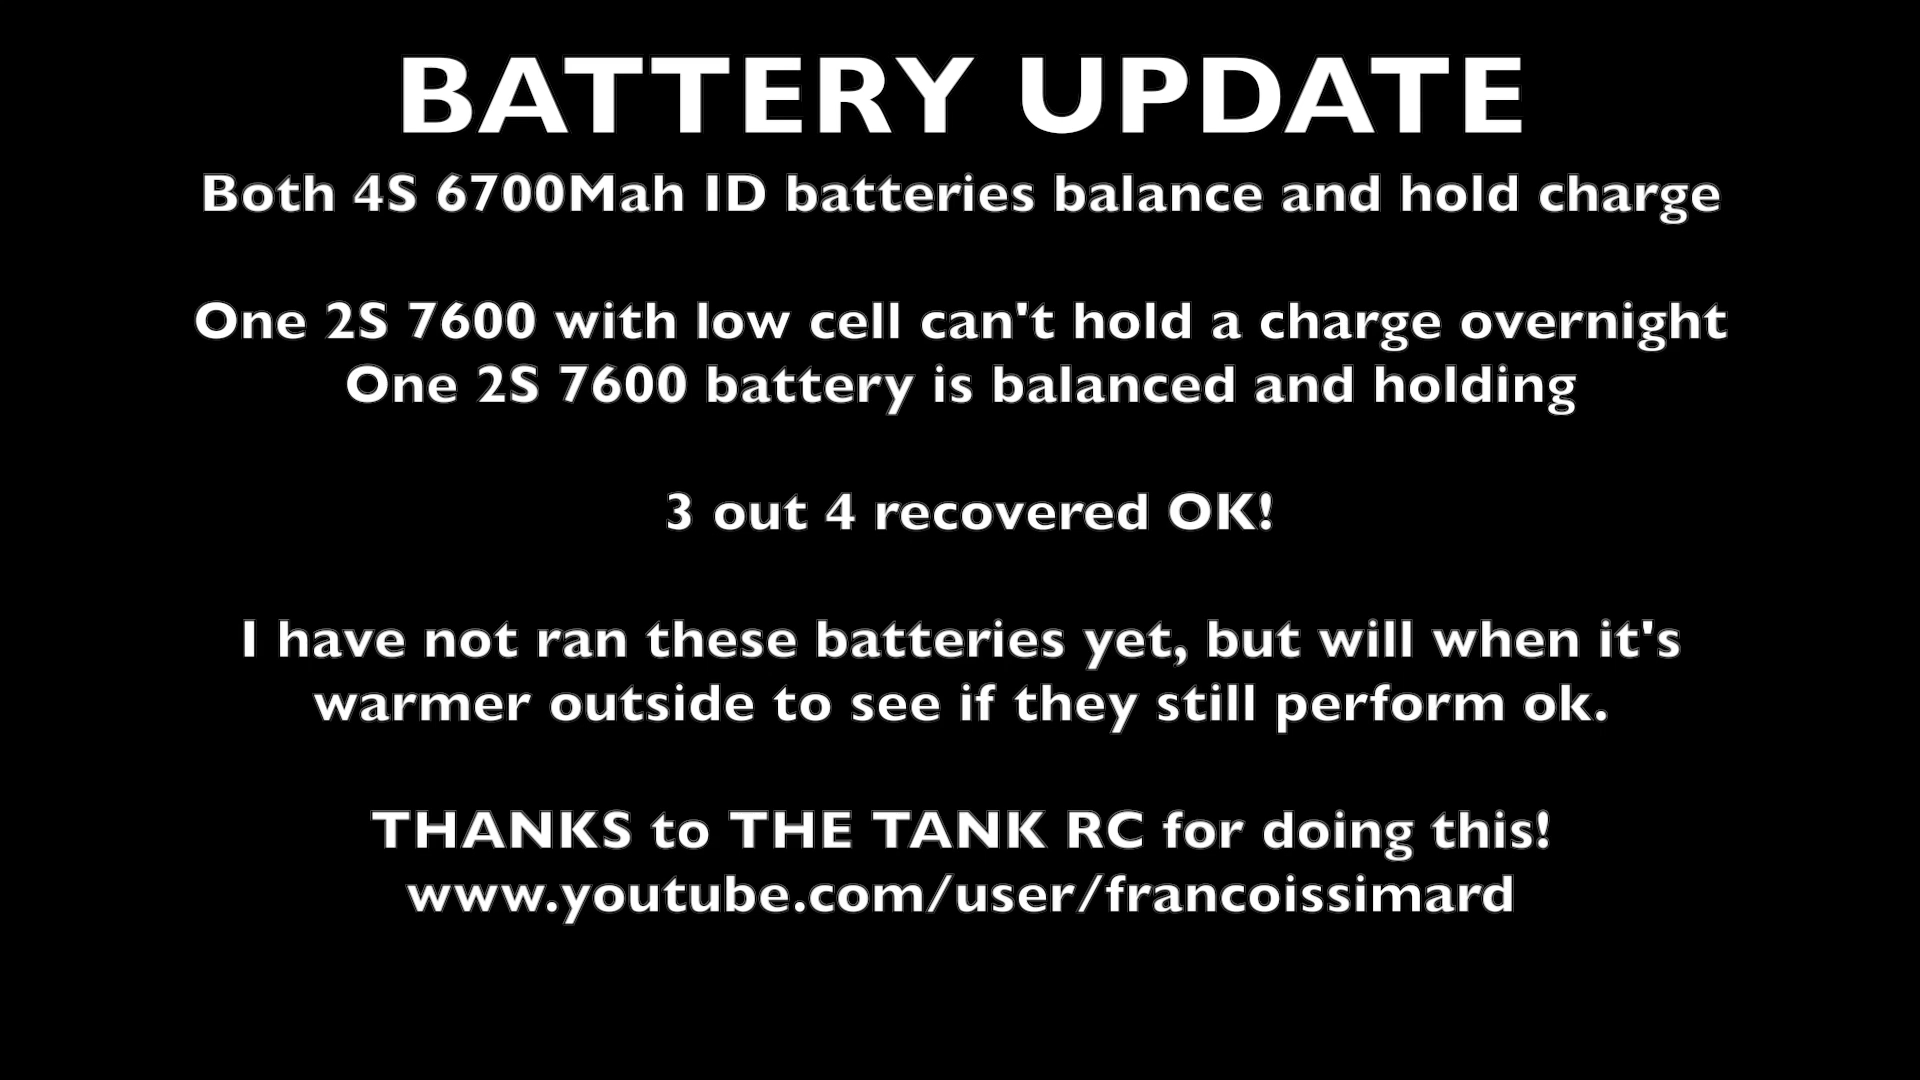 BATTERY UPDATE
Both 4S 6700Mah ID batteries balance and hold charge
One 2S 7600 with low cell can't hold a charge overnight
One 2S 7600 battery is balanced and holding
3 out 4 recovered OK!
I have not ran these batteries yet, but will when it's
warmer outside to see if they still perform ok.
THANKS to THE TANK RC for doing this!
www.youtube.com/user/francoissimard